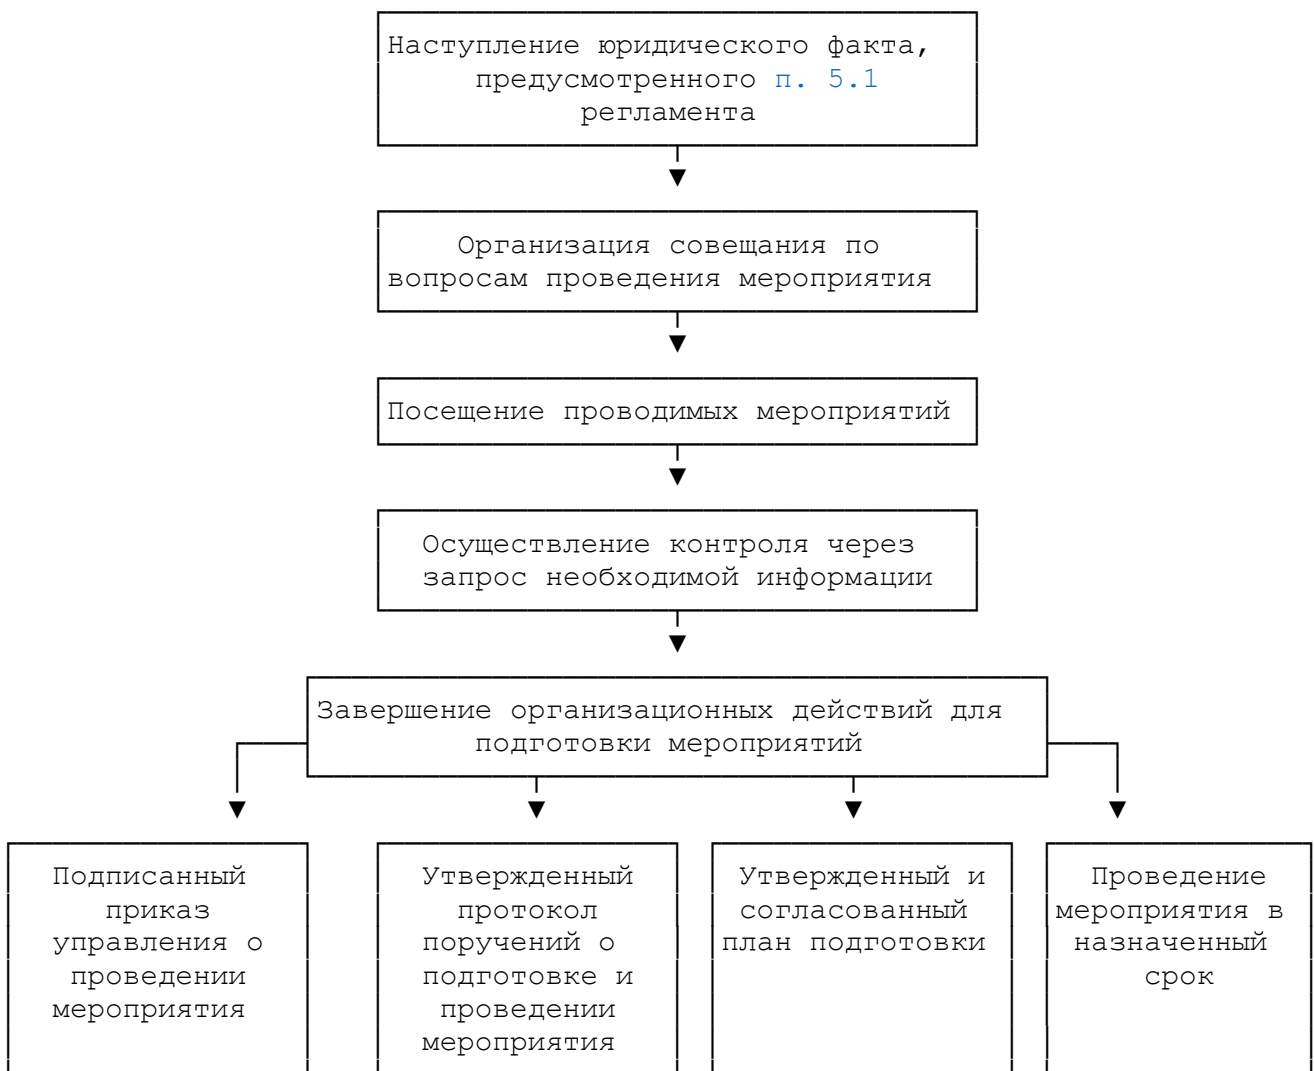 Наступление юридического факта,
предусмотренного п. 5.1
регламента
Организация совещания по
вопросам проведения мероприятия
Посещение проводимых мероприятий
Осуществление контроля через
запрос необходимой информации
Завершение организационных действий для
подготовки мероприятий
Подписанный
приказ
управления о
проведении
мероприятия
Утвержденный
протокол
поручений о
подготовке и
проведении
мероприятия
Утвержденный и
согласованный
план подготовки
Проведение
мероприятия в
назначенный
срок